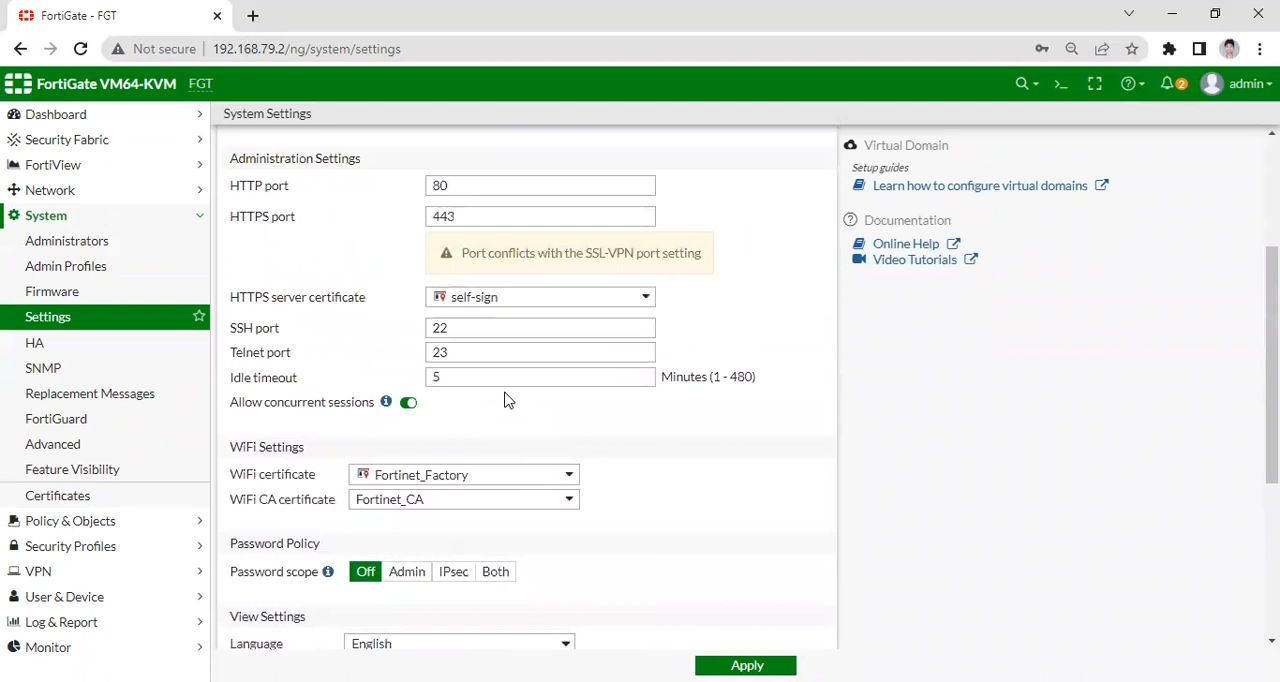 FortiGate - FGT
Not secure 192.168.79.2/ng/system/settings
FortiGate VM64-KVM FGT
2 admin
Dashboard
Security Fabric
FortiView
Network
System
Administrators
Admin Profiles
Firmware
Settings
HA
SNMP
Replacement Messages
FortiGuard
Advanced
Feature Visibility
Certificates
Policy & Objects
Security Profiles
VPN
User & Device
Log & Report
Monitor
System Settings
Administration Settings
HTTP port 80
HTTPS port 443
Port conflicts with the SSL-VPN port setting
HTTPS server certificate self-sign
SSH port 22
Telnet port 23
Idle timeout 5 Minutes (1 - 480)
Allow concurrent sessions
WiFi Settings
WiFi certificate Fortinet_Factory
WiFi CA certificate Fortinet_CA
Password Policy
Password scope Off Admin IPsec Both
View Settings
Language English
Apply
Virtual Domain
Setup guides
Learn how to configure virtual domains
Documentation
Online Help
Video Tutorials